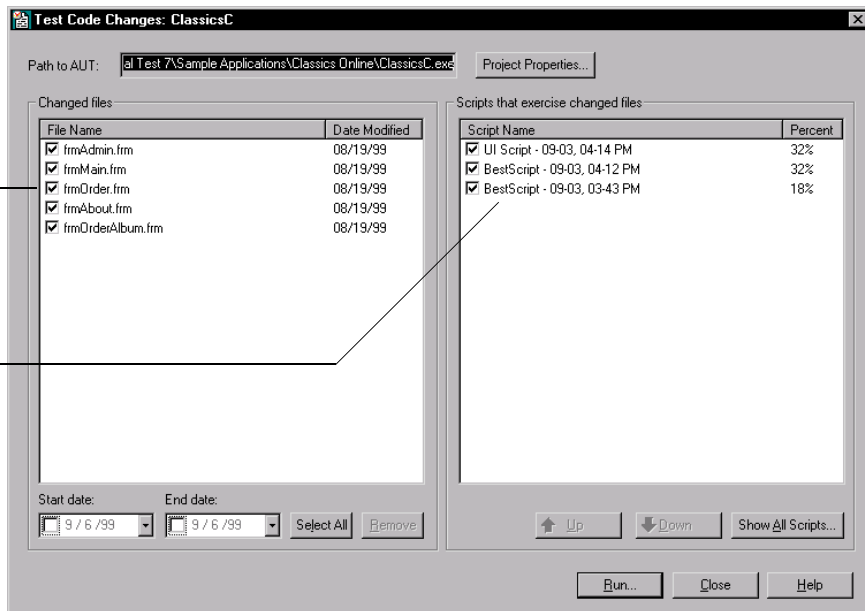 Test Code Changes: ClassicsC
Path to AUT:
al Test 7\Sample Applications\Classics Online\ClassicsC.exe
Project Properties...
Changed files
File Name Date Modified
frmAdmin.frm 08/19/99
frmMain.frm 08/19/99
frmOrder.frm 08/19/99
frmAbout.frm 08/19/99
frmOrderAlbum.frm 08/19/99
Start date: End date:
9 / 6 /99 9 / 6 /99 Select All Remove
Scripts that exercise changed files
Script Name Percent
UI Script - 09-03, 04-14 PM 32%
BestScript - 09-03, 04-12 PM 32%
BestScript - 09-03, 03-43 PM 18%
Up Down Show All Scripts...
Run... Close Help